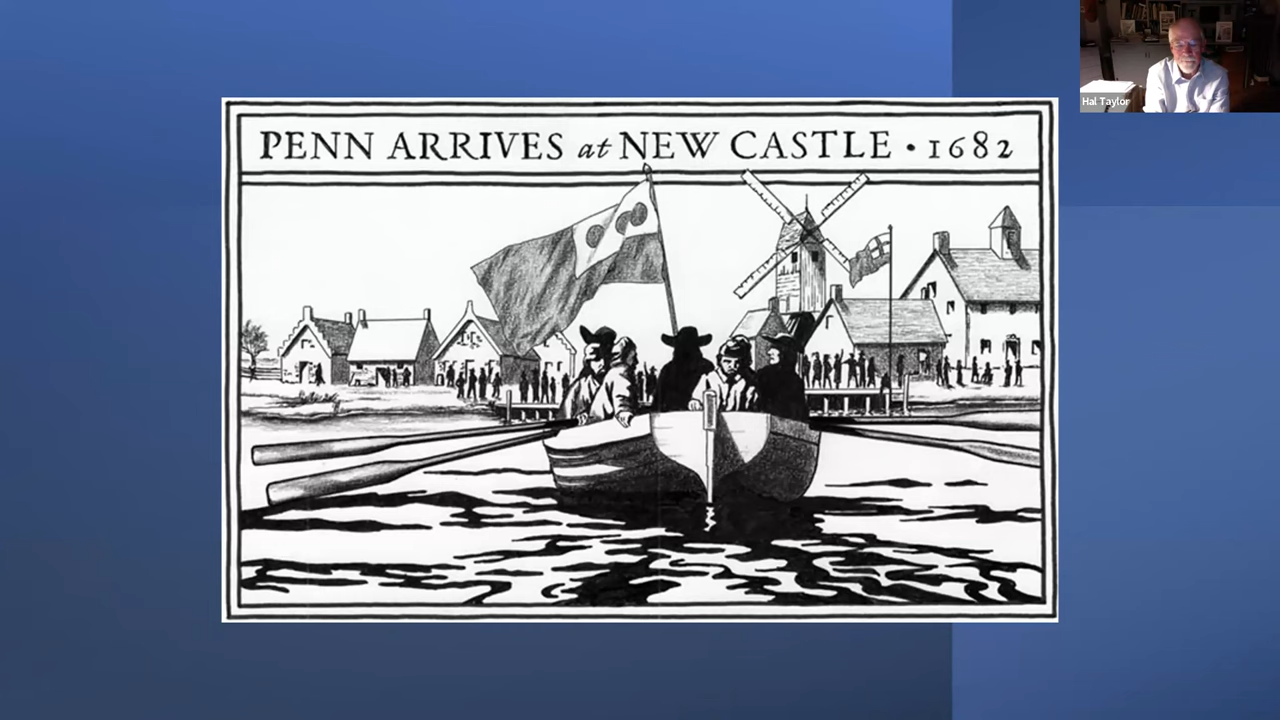 PENN ARRIVES at NEW CASTLE • 1682
Hal Taylor